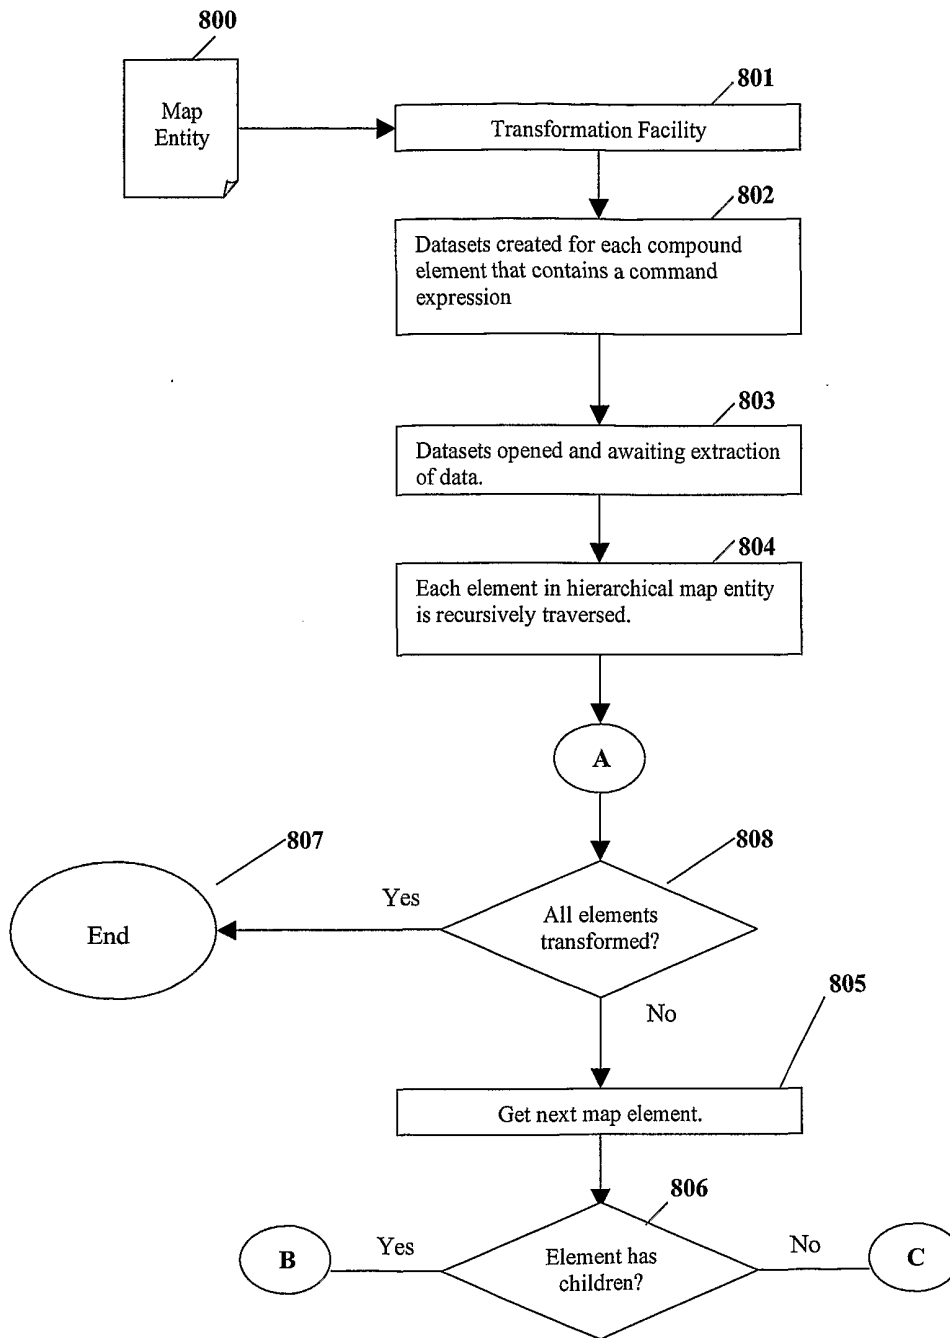 800
Map
Entity
801
Transformation Facility
802
Datasets created for each compound
element that contains a command
expression
803
Datasets opened and awaiting extraction
of data.
804
Each element in hierarchical map entity
is recursively traversed.
A
807
808
Yes
End
All elements
transformed?
No
805
Get next map element.
806
B
Yes
Element has
children?
No
C